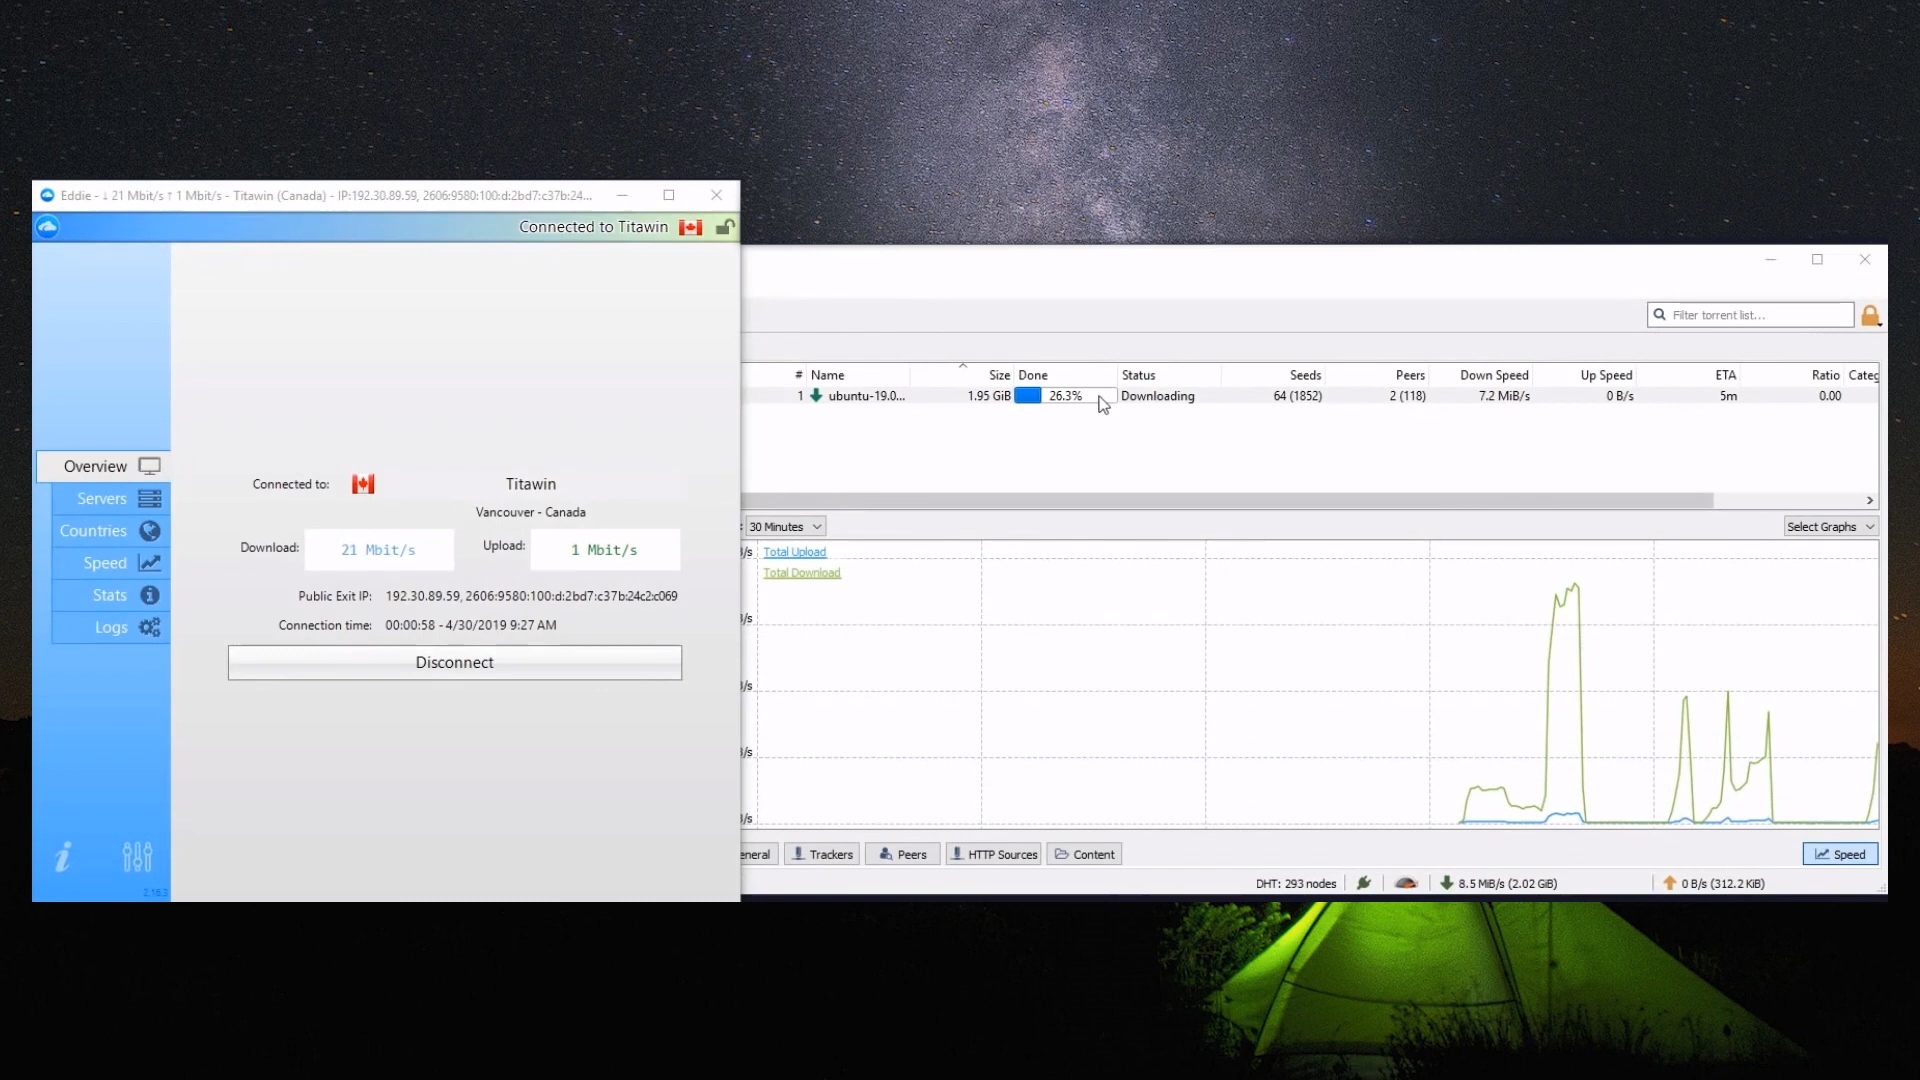 Eddie - ↓ 21 Mbit/s ↑ 1 Mbit/s - Titawin (Canada) - IP:192.30.89.59, 2606:9580:100:d:2bd7:c37b:24...
Connected to Titawin
Overview
Servers
Countries
Speed
Stats
Logs
2.16.3
Connected to: Titawin
Vancouver - Canada
Download: 21 Mbit/s Upload: 1 Mbit/s
Public Exit IP: 192.30.89.59, 2606:9580:100:d:2bd7:c37b:24c2:c069
Connection time: 00:00:58 - 4/30/2019 9:27 AM
Disconnect
Filter torrent list...
# Name Size Done Status Seeds Peers Down Speed Up Speed ETA Ratio Categ
1 ubuntu-19.0... 1.95 GiB 26.3% Downloading 64 (1852) 2 (118) 7.2 MiB/s 0 B/s 5m 0.00
: 30 Minutes Select Graphs
/s Total Upload
Total Download
/s
/s
/s
/s
eneral Trackers Peers HTTP Sources Content Speed
DHT: 293 nodes 8.5 MiB/s (2.02 GiB) 0 B/s (312.2 KiB)